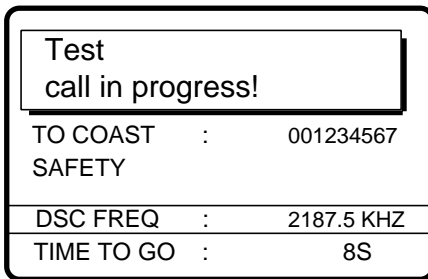 Test
call in progress!
TO COAST : 001234567
SAFETY
DSC FREQ : 2187.5 KHZ
TIME TO GO : 8S